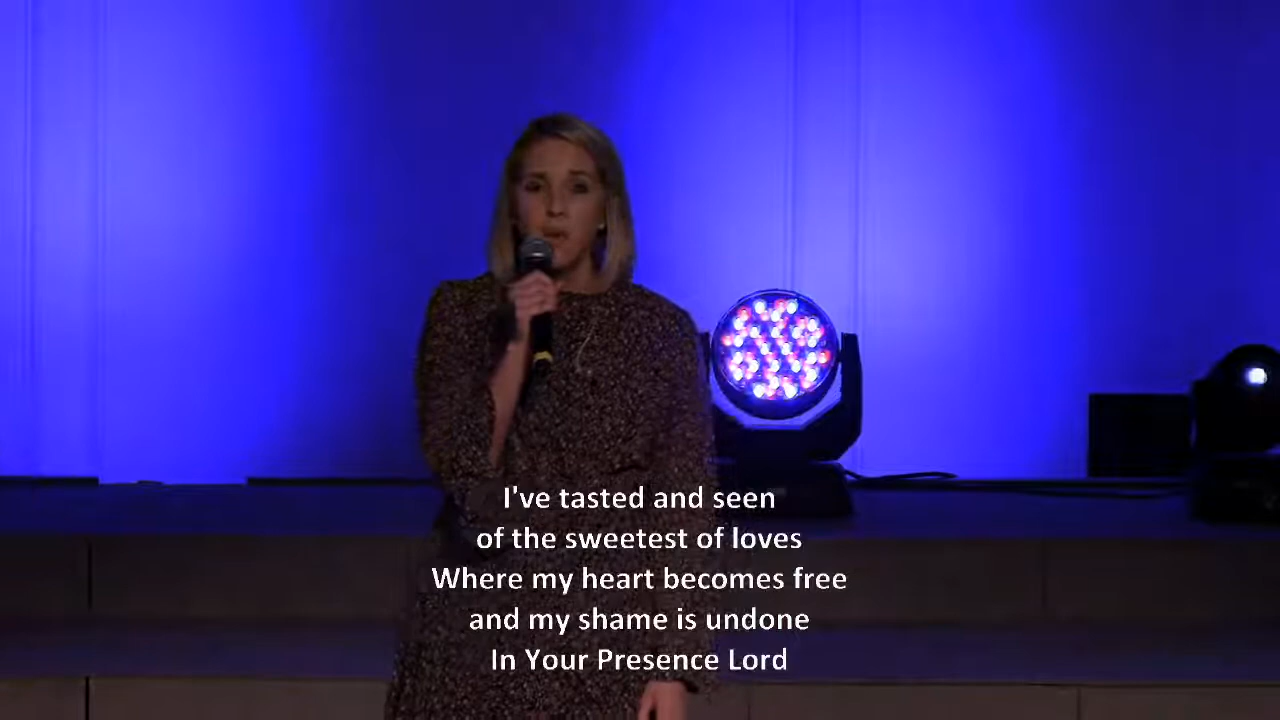 I've tasted and seen
of the sweetest of loves
Where my heart becomes free
and my shame is undone
In Your Presence Lord